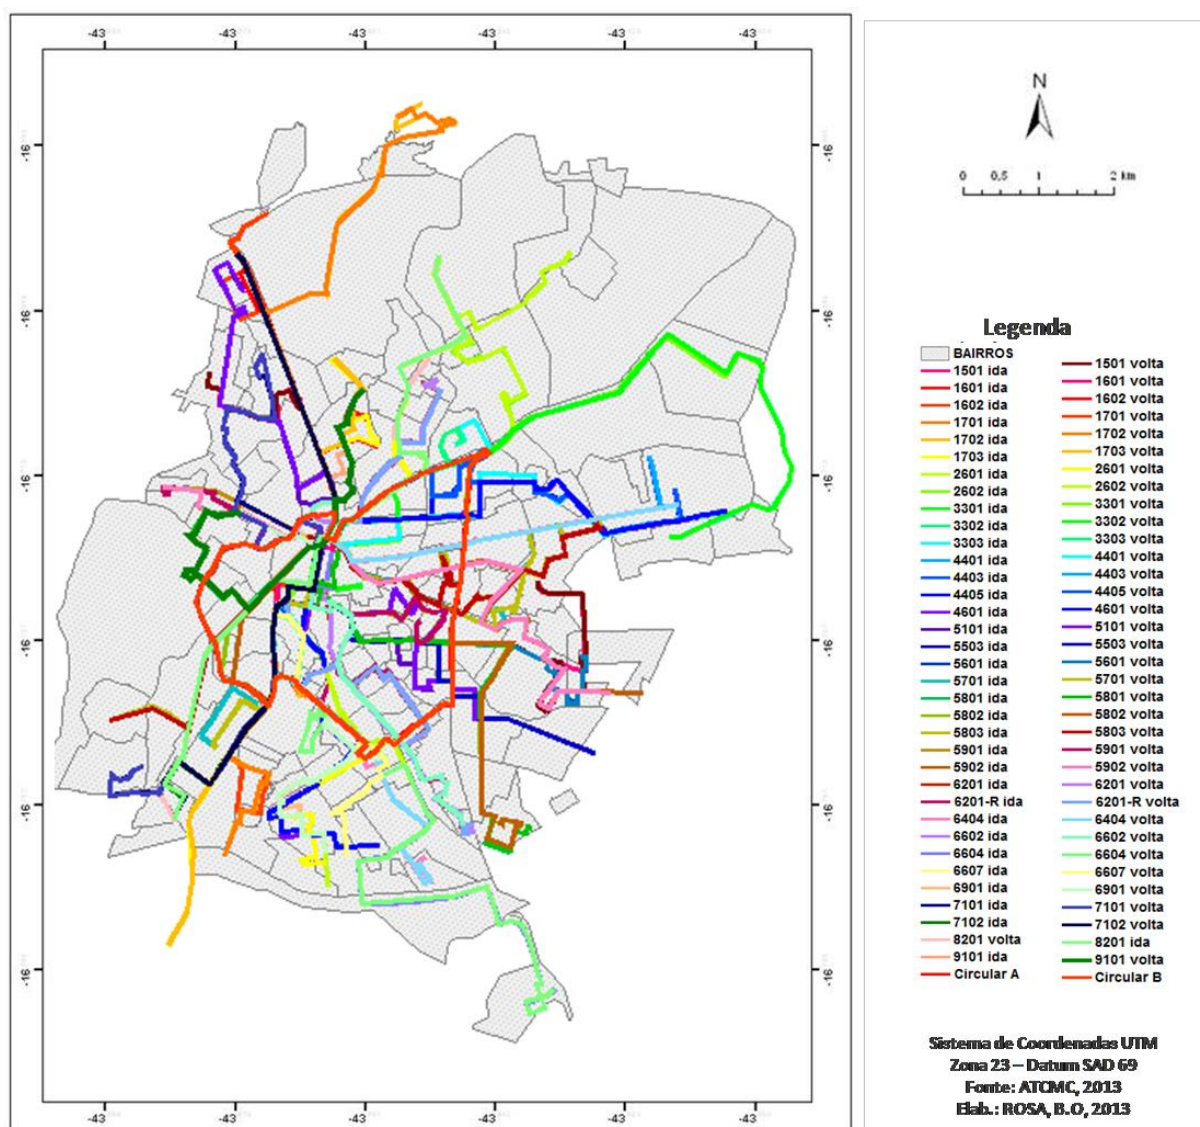 -43 -43 -43 -43 -43 -43
-16 -16
-16 -16
-16 -16
-16 -16
-16 -16
-16 -16
-43 -43 -43 -43 -43 -43
N
0 0,5 1 2 km
Legenda
BAIRROS
1501 ida
1601 ida
1602 ida
1701 ida
1702 ida
1703 ida
2601 ida
2602 ida
3301 ida
3302 ida
3303 ida
4401 ida
4403 ida
4405 ida
4601 ida
5101 ida
5503 ida
5601 ida
5701 ida
5801 ida
5802 ida
5803 ida
5901 ida
5902 ida
6201 ida
6201-R ida
6404 ida
6602 ida
6604 ida
6607 ida
6901 ida
7101 ida
7102 ida
8201 volta
9101 ida
Circular A
1501 volta
1601 volta
1602 volta
1701 volta
1702 volta
1703 volta
2601 volta
2602 volta
3301 volta
3302 volta
3303 volta
4401 volta
4403 volta
4405 volta
4601 volta
5101 volta
5503 volta
5601 volta
5701 volta
5801 volta
5802 volta
5803 volta
5901 volta
5902 volta
6201 volta
6201-R volta
6404 volta
6602 volta
6604 volta
6607 volta
6901 volta
7101 volta
7102 volta
8201 ida
9101 volta
Circular B
Sistema de Coordenadas UTM
Zona 23 – Datum SAD 69
Fonte: ATCMC, 2013
Elab.: ROSA, B.O, 2013